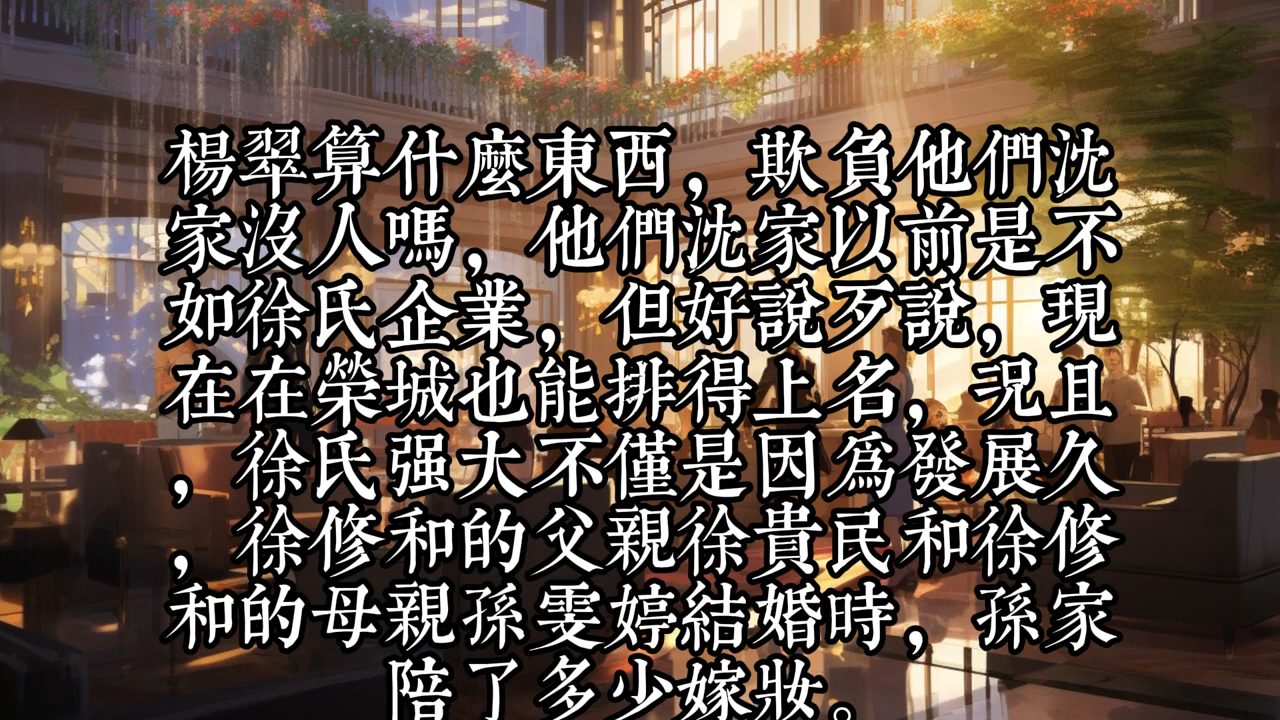 楊翠算什麼東西，欺負他們沈
家沒人嗎，他們沈家以前是不
如徐氏企業，但好說歹說，現
在在榮城也能排得上名，況且
，徐氏强大不僅是因爲發展久
，徐修和的父親徐貴民和徐修
和的母親孫雯婷結婚時，孫家
陪了多少嫁妝。